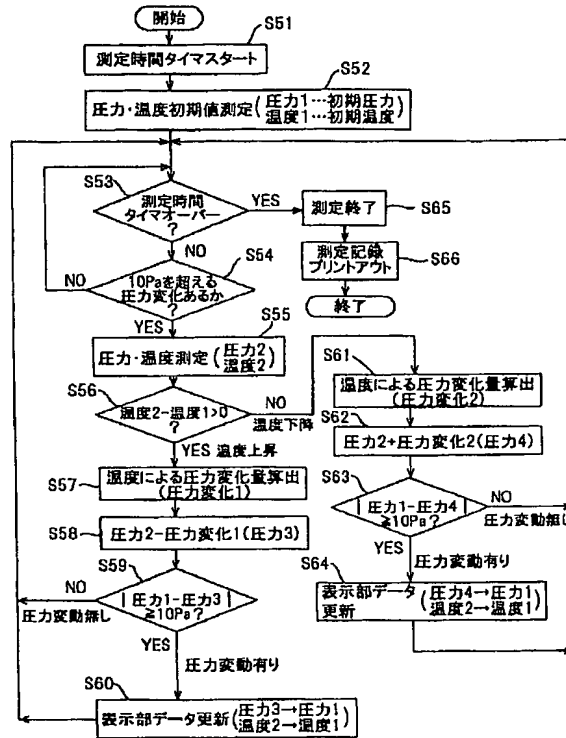 開始
S51
測定時間タイマスタート
S52
圧力・温度初期値測定(圧力1…初期圧力
温度1…初期温度)
S53
測定時間
タイマオーバー
?
YES
測定終了
S65
NO
測定記録
プリントアウト
S66
終了
S54
10Paを超える
圧力変化あるか
?
NO
YES
S55
圧力・温度測定(圧力2
温度2)
S56
温度2-温度1>0
?
NO
温度下降
YES 温度上昇
S57
温度による圧力変化量算出
(圧力変化1)
S58
圧力2-圧力変化1(圧力3)
S59
| 圧力1-圧力3 |
≧10Pa?
NO
圧力変動無し
YES
圧力変動有り
S60
表示部データ更新(圧力3→圧力1
温度2→温度1)
S61
温度による圧力変化量算出
(圧力変化2)
S62
圧力2+圧力変化2(圧力4)
S63
| 圧力1-圧力4 |
≧10Pa?
NO
圧力変動無し
YES
圧力変動有り
S64
表示部データ
更新
(圧力4→圧力1
温度2→温度1)